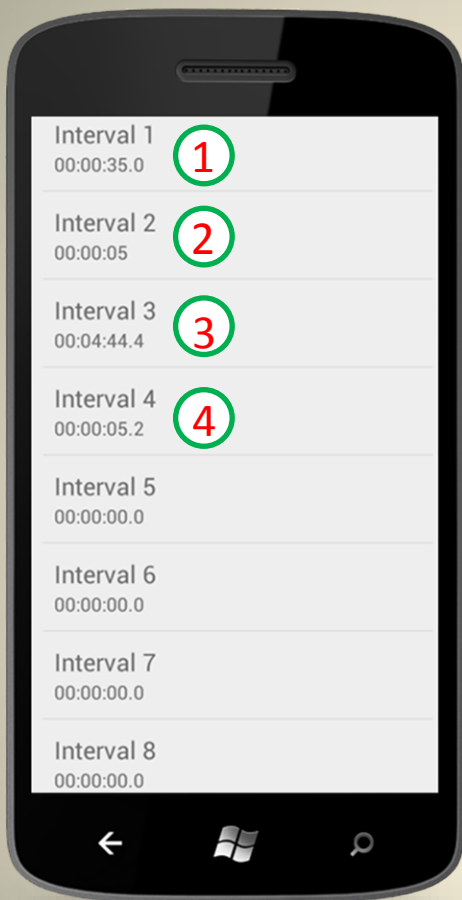 Interval 1
00:00:35.0
1
Interval 2
00:00:05
2
Interval 3
00:04:44.4
3
Interval 4
00:00:05.2
4
Interval 5
00:00:00.0
Interval 6
00:00:00.0
Interval 7
00:00:00.0
Interval 8
00:00:00.0